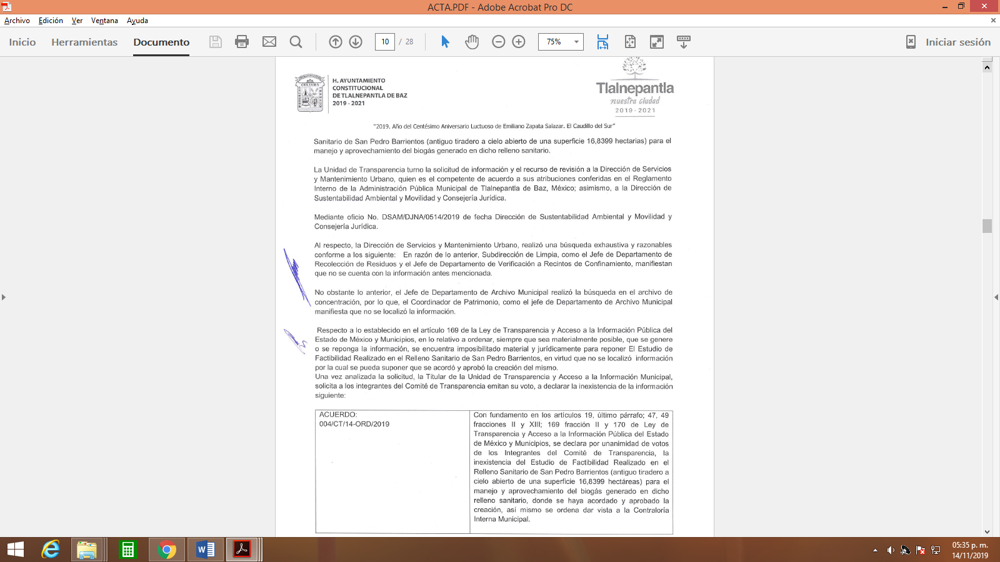 ACTA.PDF - Adobe Acrobat Pro DC
Archivo Edición Ver Ventana Ayuda
Inicio Herramientas Documento 10 / 28 75% Iniciar sesión
H. AYUNTAMIENTO
CONSTITUCIONAL
DE TLALNEPANTLA DE BAZ
2019 - 2021
CULTURA
Tlalnepantla
nuestra ciudad
2019 - 2021
"2019. Año del Centésimo Aniversario Luctuoso de Emiliano Zapata Salazar. El Caudillo del Sur"
Sanitario de San Pedro Barrientos (antiguo tiradero a cielo abierto de una superficie 16,8399 hectarias) para el
manejo y aprovechamiento del biogás generado en dicho relleno sanitario.
La Unidad de Transparencia turno la solicitud de información y el recurso de revisión a la Dirección de Servicios
y Mantenimiento Urbano, quien es el competente de acuerdo a sus atribuciones conferidas en el Reglamento
Interno de la Administración Pública Municipal de Tlalnepantla de Baz, México; asimismo, a la Dirección de
Sustentabilidad Ambiental y Movilidad y Consejería Jurídica.
Mediante oficio No. DSAM/DJNA/0514/2019 de fecha Dirección de Sustentabilidad Ambiental y Movilidad y
Consejería Jurídica.
Al respecto, la Dirección de Servicios y Mantenimiento Urbano, realizó una búsqueda exhaustiva y razonables
conforme a los siguiente: En razón de lo anterior, Subdirección de Limpia, como el Jefe de Departamento de
Recolección de Residuos y el Jefe de Departamento de Verificación a Recintos de Confinamiento, manifiestan
que no se cuenta con la información antes mencionada.
No obstante lo anterior, el Jefe de Departamento de Archivo Municipal realizó la búsqueda en el archivo de
concentración, por lo que, el Coordinador de Patrimonio, como el jefe de Departamento de Archivo Municipal
manifiesta que no se localizó la información.
Respecto a lo establecido en el artículo 169 de la Ley de Transparencia y Acceso a la Información Pública del
Estado de México y Municipios, en lo relativo a ordenar, siempre que sea materialmente posible, que se genere
o se reponga la información, se encuentra imposibilitado material y jurídicamente para reponer El Estudio de
Factibilidad Realizado en el Relleno Sanitario de San Pedro Barrientos, en virtud que no se localizó información
por la cual se pueda suponer que se acordó y aprobó la creación del mismo.
Una vez analizada la solicitud, la Titular de la Unidad de Transparencia y Acceso a la Información Municipal,
solicita a los integrantes del Comité de Transparencia emitan su voto, a declarar la inexistencia de la información
siguiente:
ACUERDO:
004/CT/14-ORD/2019
Con fundamento en los artículos 19, último párrafo; 47, 49
fracciones II y XIII; 169 fracción II y 170 de Ley de
Transparencia y Acceso a la Información Pública del Estado
de México y Municipios, se declara por unanimidad de votos
de los Integrantes del Comité de Transparencia, la
inexistencia del Estudio de Factibilidad Realizado en el
Relleno Sanitario de San Pedro Barrientos (antiguo tiradero a
cielo abierto de una superficie 16,8399 hectáreas) para el
manejo y aprovechamiento del biogás generado en dicho
relleno sanitario, donde se haya acordado y aprobado la
creación, así mismo se ordena dar vista a la Contraloría
Interna Municipal.
05:35 p. m.
14/11/2019